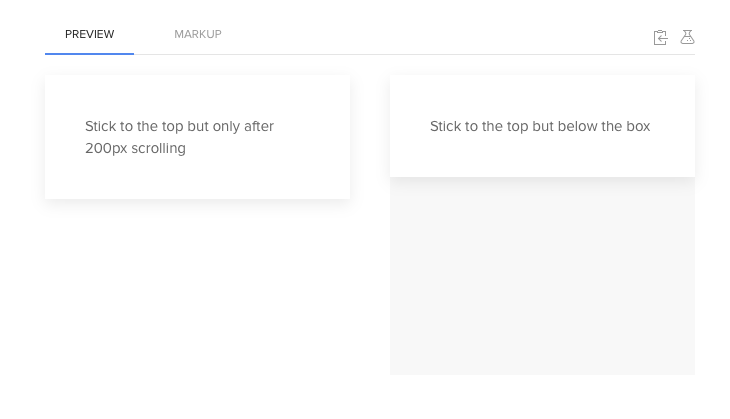 PREVIEW
MARKUP
Stick to the top but only after
200px scrolling
Stick to the top but below the box